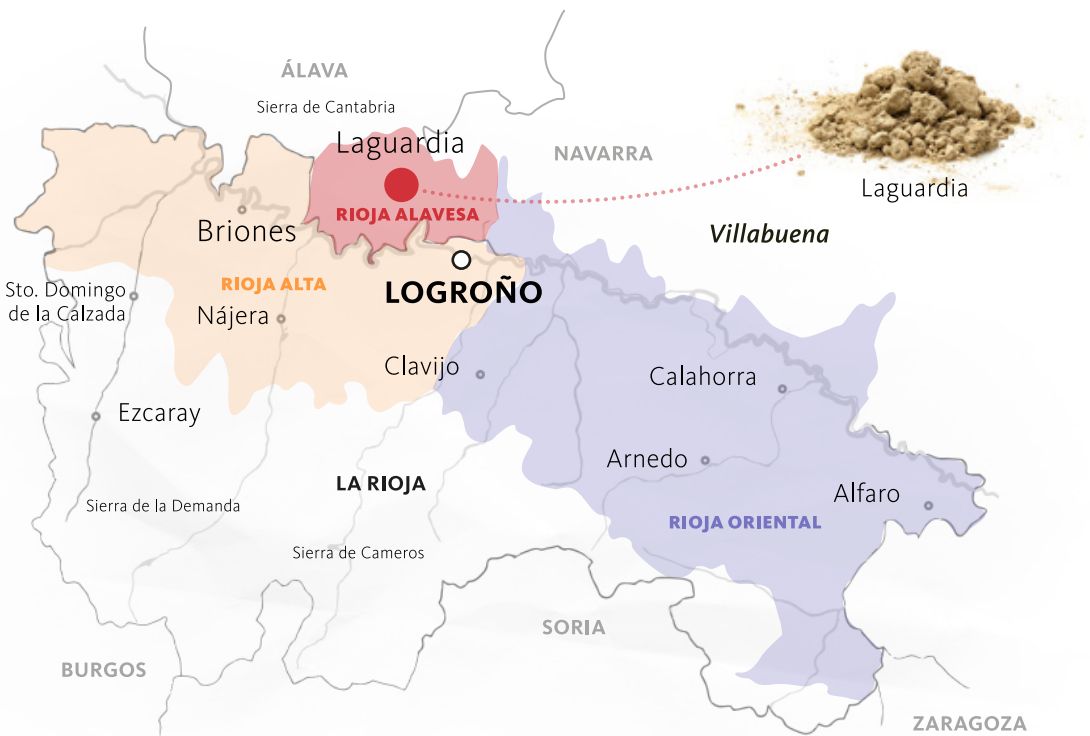 ÁLAVA
Sierra de Cantabria
Laguardia
NAVARRA
Laguardia
RIOJA ALAVESA
Briones
Villabuena
RIOJA ALTA
LOGROÑO
Sto. Domingo
de la Calzada
Nájera
Clavijo
Calahorra
Ezcaray
Arnedo
LA RIOJA
Alfaro
Sierra de la Demanda
RIOJA ORIENTAL
Sierra de Cameros
SORIA
BURGOS
ZARAGOZA